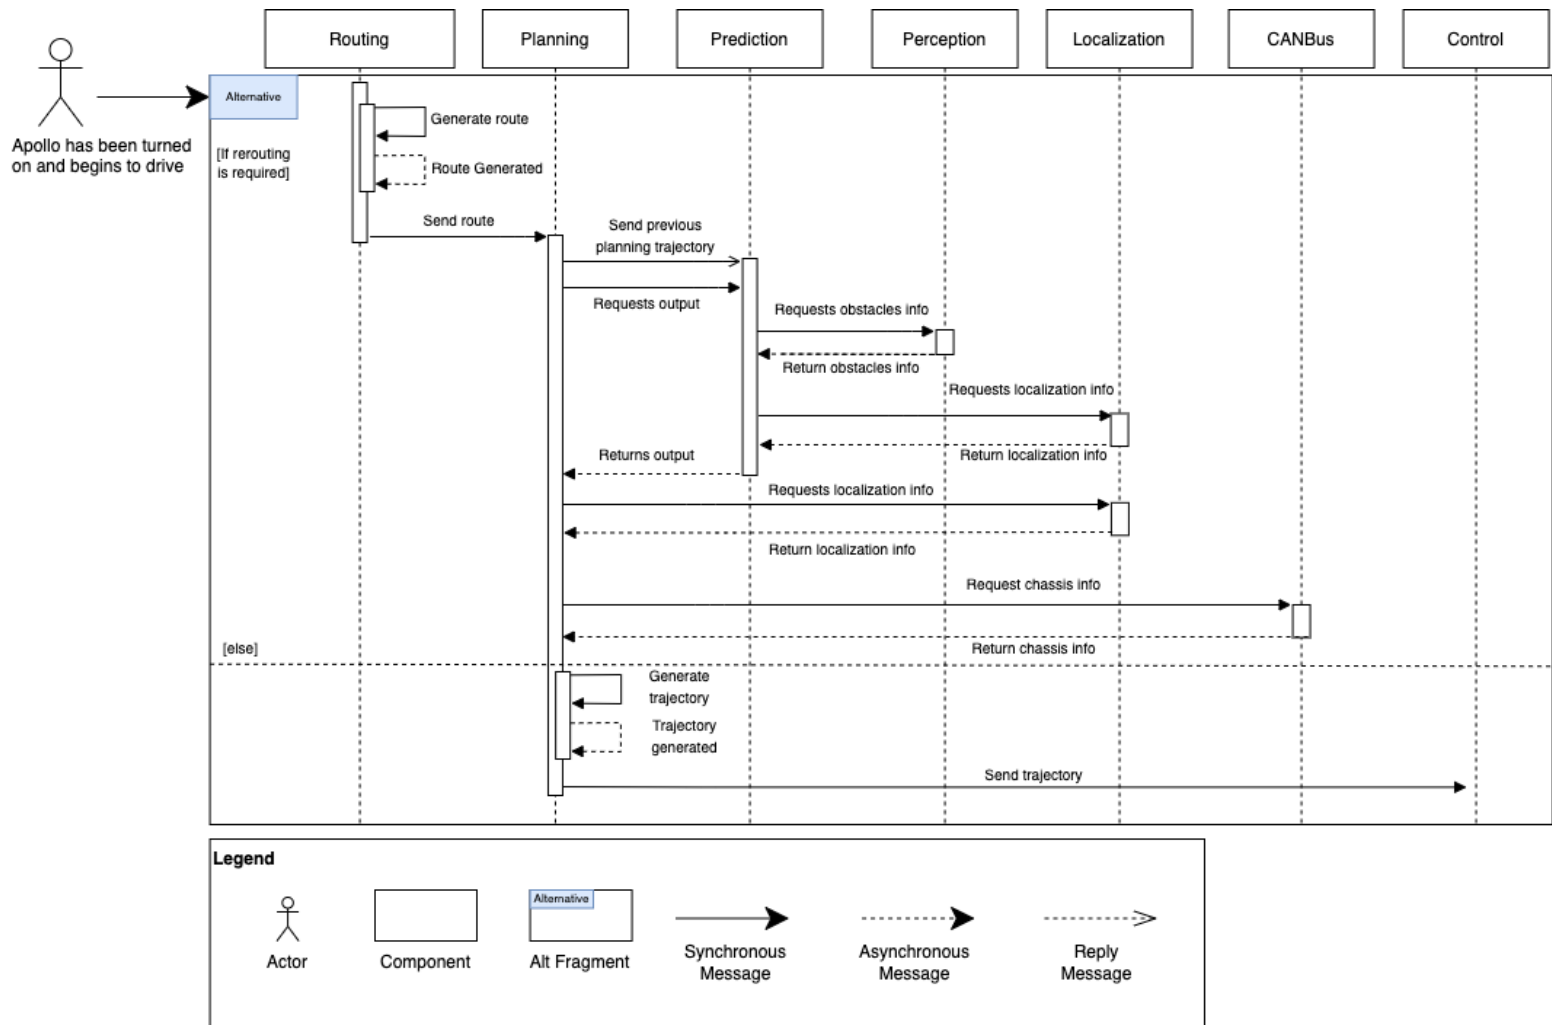 Routing
Planning
Prediction
Perception
Localization
CANBus
Control
Alternative
Apollo has been turned
on and begins to drive
[If rerouting
is required]
Generate route
Route Generated
Send route
Send previous
planning trajectory
Requests output
Requests obstacles info
Return obstacles info
Requests localization info
Return localization info
Returns output
Requests localization info
Return localization info
Request chassis info
Return chassis info
[else]
Generate
trajectory
Trajectory
generated
Send trajectory
Legend
Actor
Component
Alternative
Alt Fragment
Synchronous
Message
Asynchronous
Message
Reply
Message